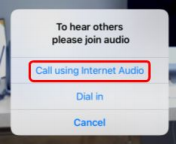 To hear others
please join audio
Call using Internet Audio
Dial in
Cancel